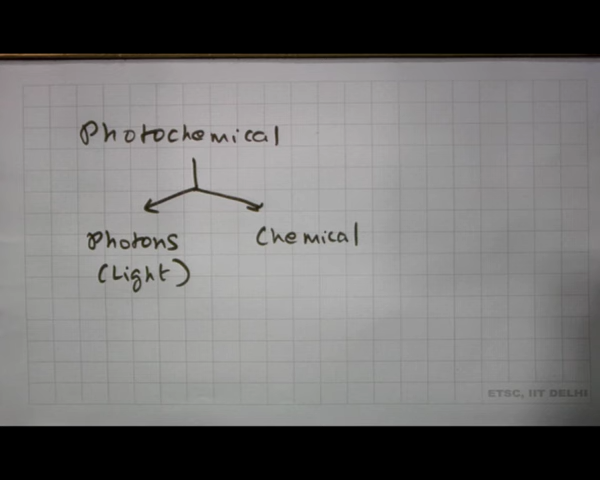 Photochemical
Photons Chemical
(Light)
ETSC, IIT DELHI